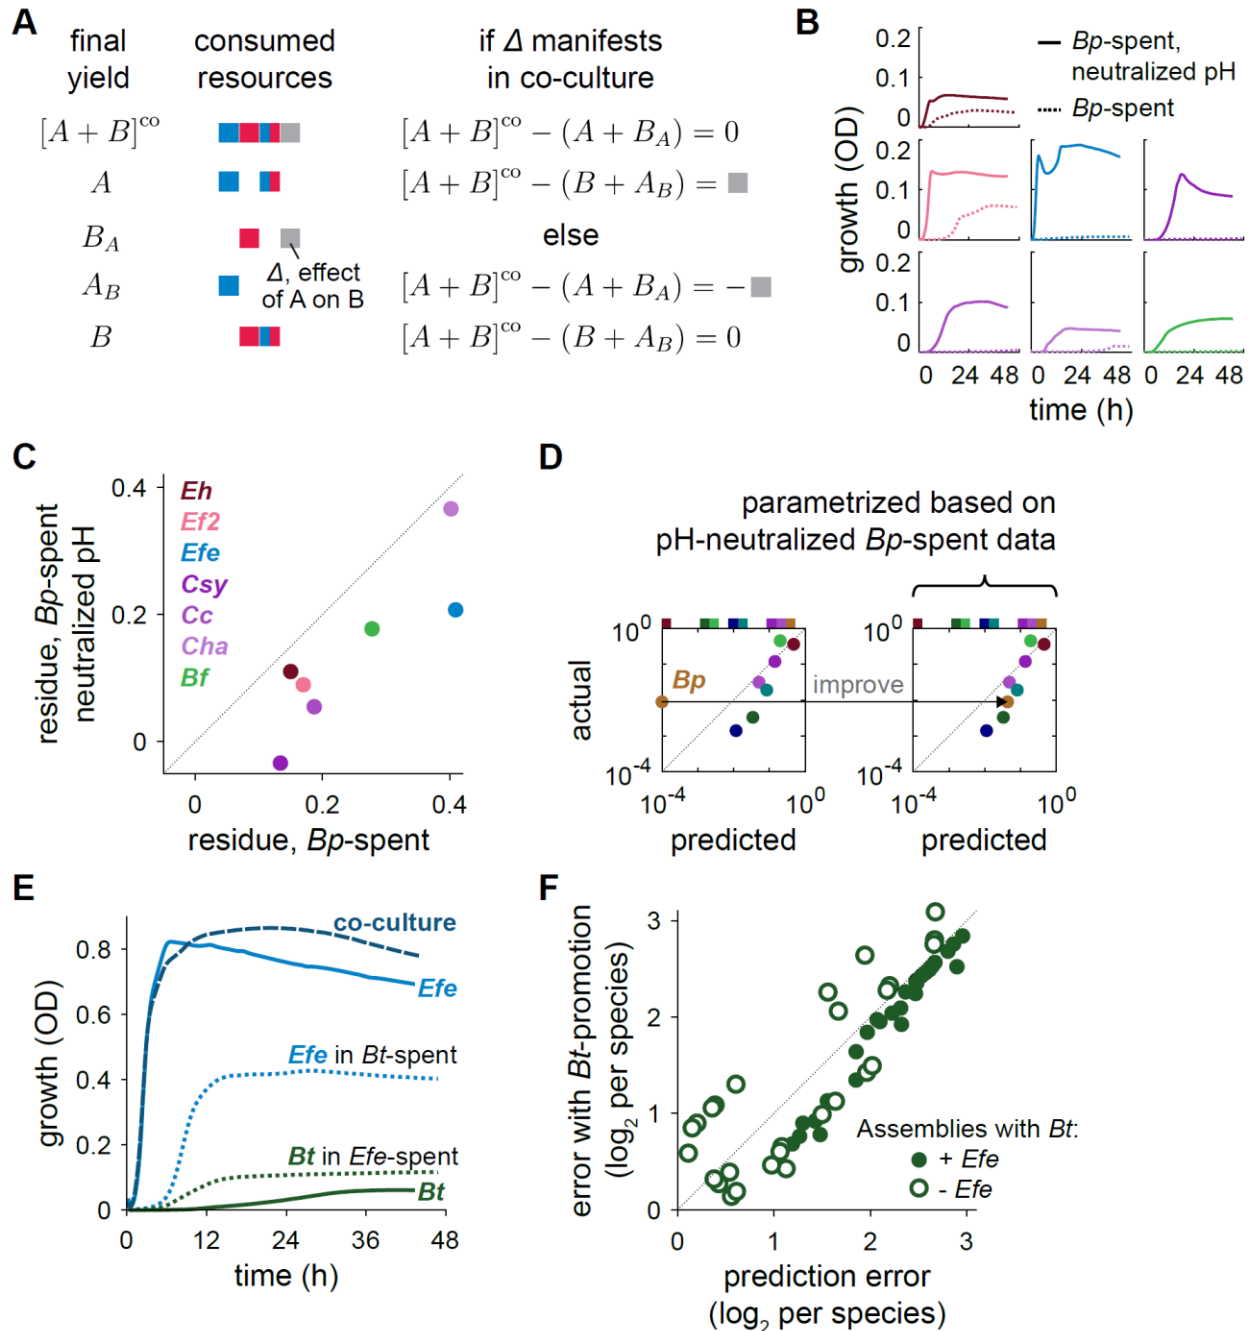 A
final
yield
consumed
resources
if Δ manifests
in co-culture
[A + B]^co
[A + B]^co − (A + B_A) = 0
A
[A + B]^co − (B + A_B) =
B_A
else
Δ, effect
of A on B
A_B
[A + B]^co − (A + B_A) = −
B
[A + B]^co − (B + A_B) = 0
B
growth (OD)
0.2
0.1
0
0.2
0.1
0
0.2
0.1
0
Bp-spent,
neutralized pH
Bp-spent
0 24 48
0 24 48
0 24 48
time (h)
C
residue, Bp-spent
neutralized pH
0.4
0.2
0
Eh
Ef2
Efe
Csy
Cc
Cha
Bf
0 0.2 0.4
residue, Bp-spent
D
parametrized based on
pH-neutralized Bp-spent data
actual
10^0
10^-4
Bp
improve
10^0
10^-4
10^-4 10^0
10^-4 10^0
predicted
predicted
E
growth (OD)
0.8
0.6
0.4
0.2
0
co-culture
Efe
Efe in Bt-spent
Bt in Efe-spent
Bt
0 12 24 36 48
time (h)
F
error with Bt-promotion
(log₂ per species)
3
2
1
0
Assemblies with Bt:
+ Efe
- Efe
0 1 2 3
prediction error
(log₂ per species)